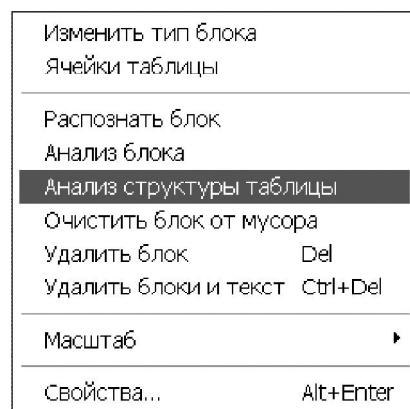 Изменить тип блока
Ячейки таблицы
Распознать блок
Анализ блока
Анализ структуры таблицы
Очистить блок от мусора
Удалить блок Del
Удалить блоки и текст Ctrl+Del
Масштаб
Свойства... Alt+Enter